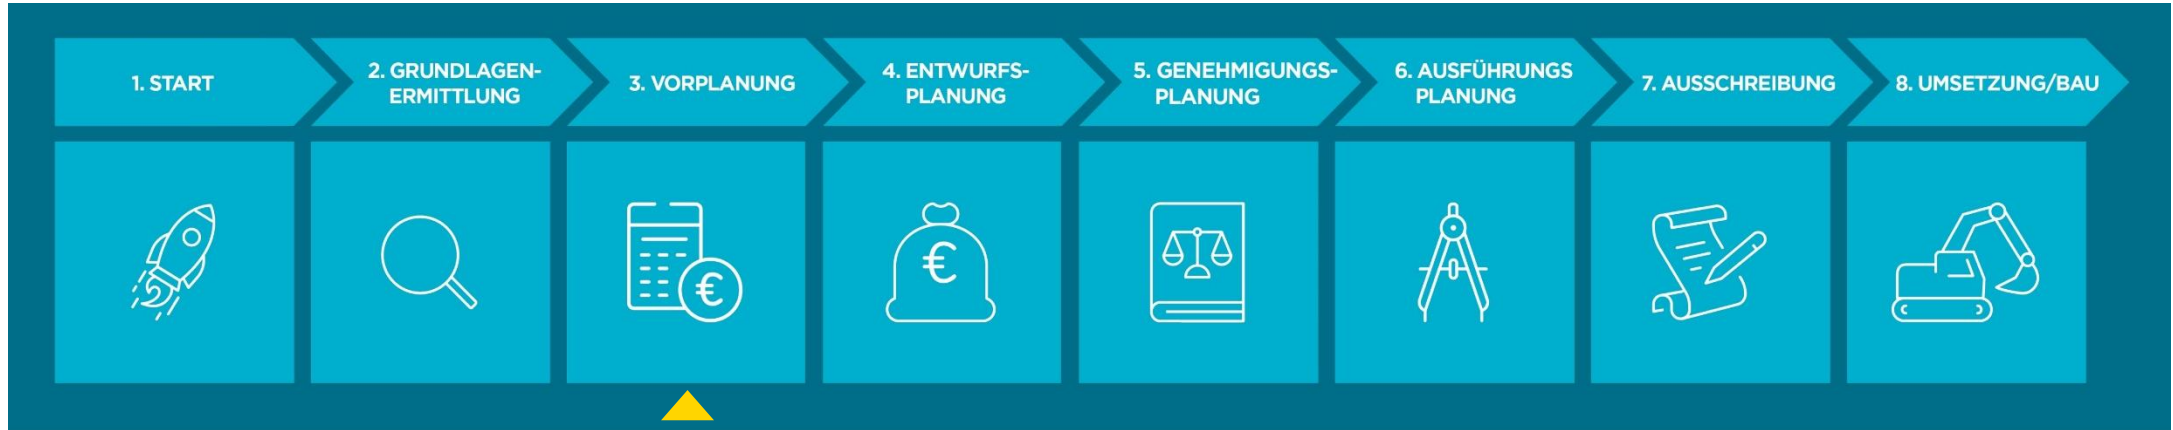 1. START
2. GRUNDLAGEN-
ERMITTLUNG
3. VORPLANUNG
4. ENTWURFS-
PLANUNG
5. GENEHMIGUNGS-
PLANUNG
6. AUSFÜHRUNGS
PLANUNG
7. AUSSCHREIBUNG
8. UMSETZUNG/BAU
€
€